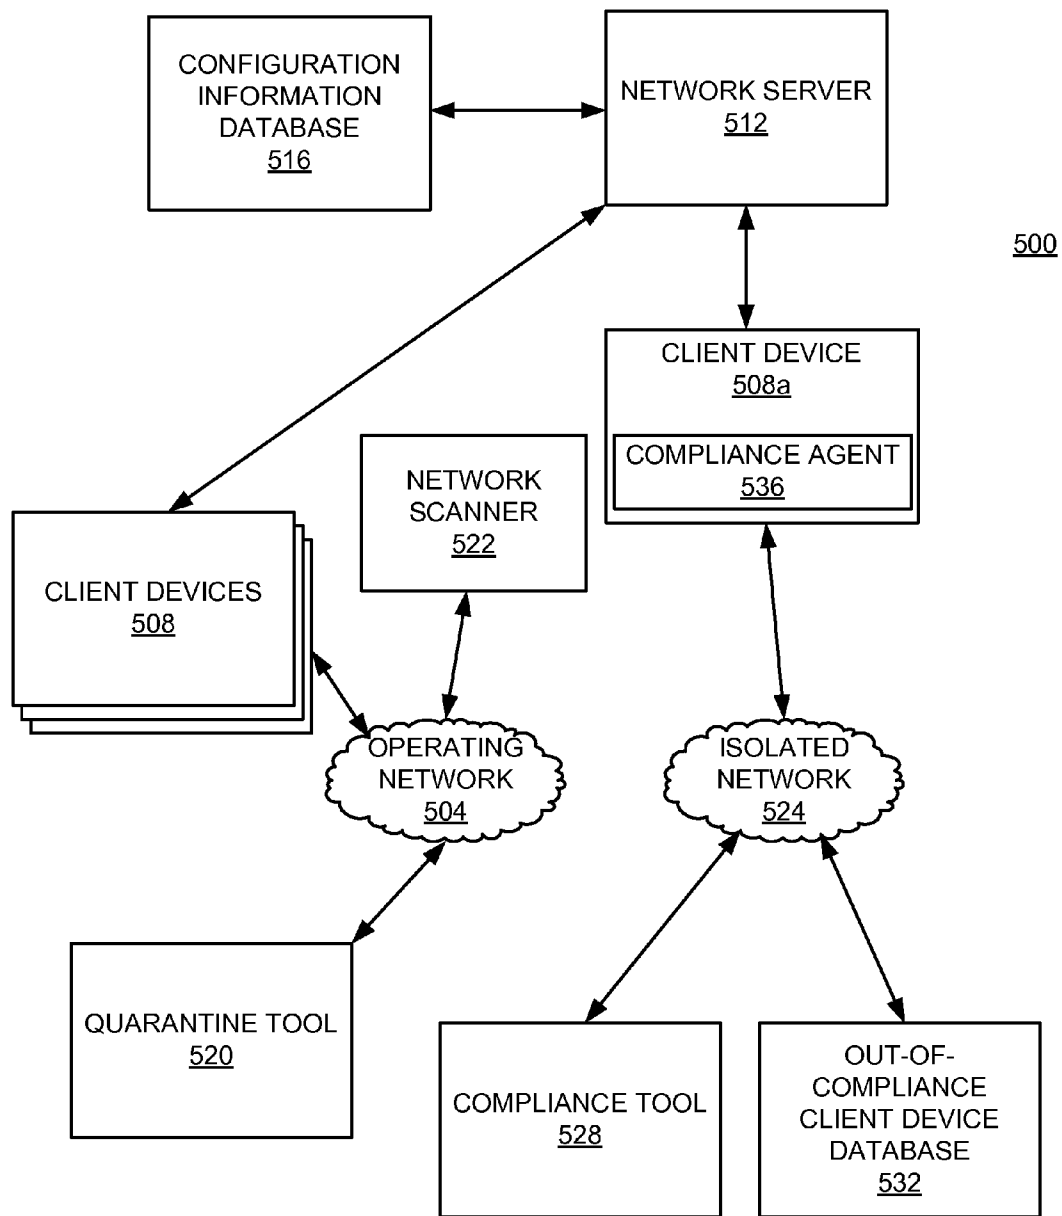 CONFIGURATION
INFORMATION
DATABASE
516
NETWORK SERVER
512
500
CLIENT DEVICE
508a
COMPLIANCE AGENT
536
NETWORK
SCANNER
522
CLIENT DEVICES
508
OPERATING
NETWORK
504
ISOLATED
NETWORK
524
QUARANTINE TOOL
520
COMPLIANCE TOOL
528
OUT-OF-
COMPLIANCE
CLIENT DEVICE
DATABASE
532